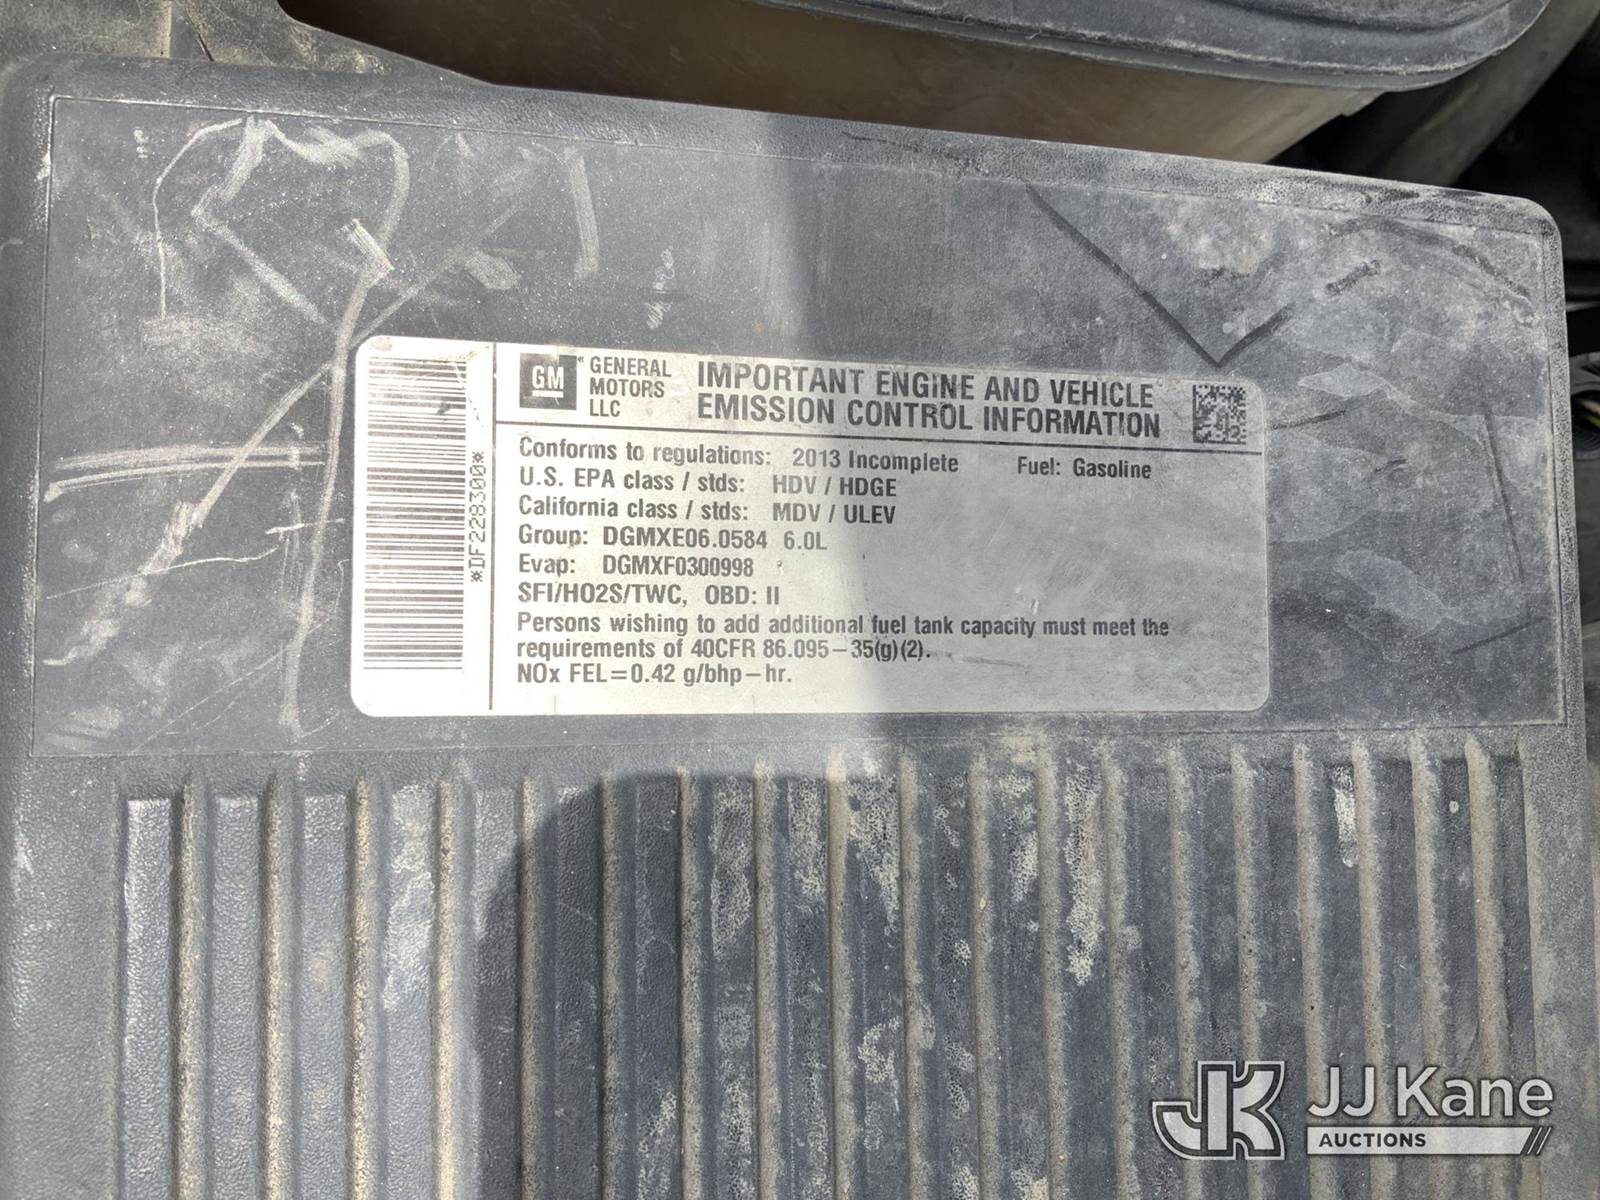 *DF228300*
GM
GENERAL
MOTORS
LLC
IMPORTANT ENGINE AND VEHICLE
EMISSION CONTROL INFORMATION
Conforms to regulations: 2013 Incomplete Fuel: Gasoline
U.S. EPA class / stds: HDV / HDGE
California class / stds: MDV / ULEV
Group: DGMXE06.0584 6.0L
Evap: DGMXF0300998
SFI/HO2S/TWC, OBD: II
Persons wishing to add additional fuel tank capacity must meet the
requirements of 40CFR 86.095-35(g)(2).
NOx FEL=0.42 g/bhp-hr.
JK
JJ Kane
AUCTIONS